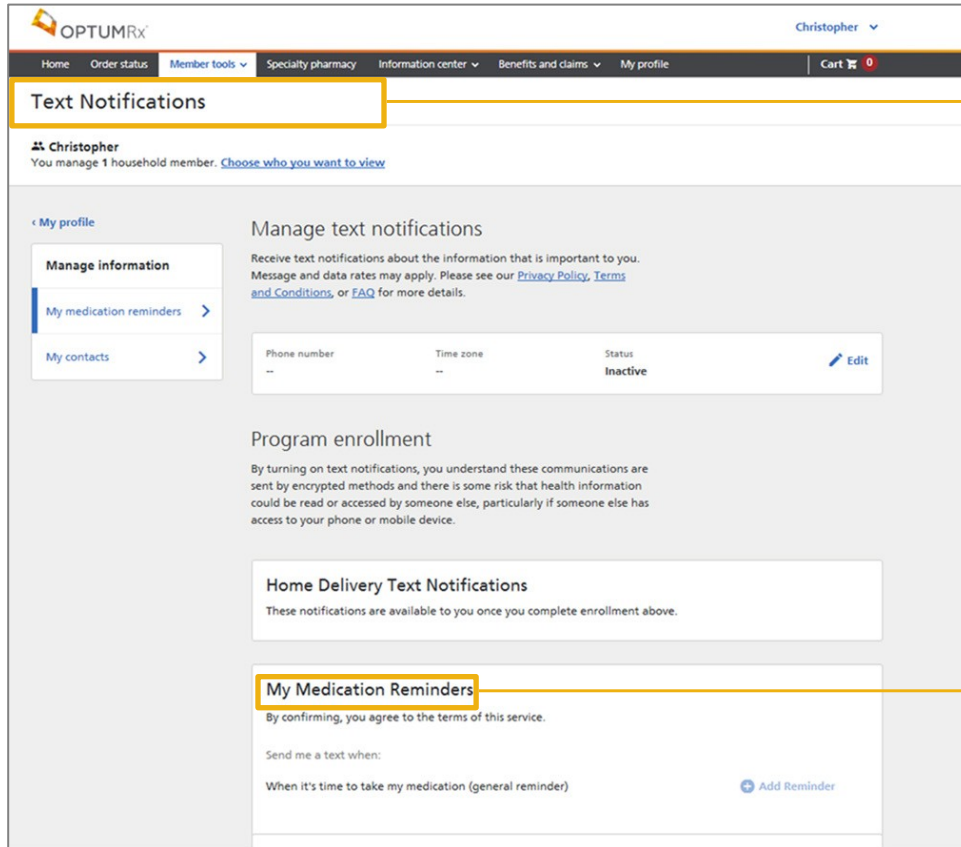 OPTUMRx
Christopher
Home Order status Member tools Specialty pharmacy Information center Benefits and claims My profile Cart 0
Text Notifications
Christopher
You manage 1 household member. Choose who you want to view
‹ My profile
Manage information
My medication reminders
My contacts
Manage text notifications
Receive text notifications about the information that is important to you.
Message and data rates may apply. Please see our Privacy Policy, Terms
and Conditions, or FAQ for more details.
Phone number Time zone Status
-- -- Inactive
Edit
Program enrollment
By turning on text notifications, you understand these communications are
sent by encrypted methods and there is some risk that health information
could be read or accessed by someone else, particularly if someone else has
access to your phone or mobile device.
Home Delivery Text Notifications
These notifications are available to you once you complete enrollment above.
My Medication Reminders
By confirming, you agree to the terms of this service.
Send me a text when:
When it's time to take my medication (general reminder) Add Reminder